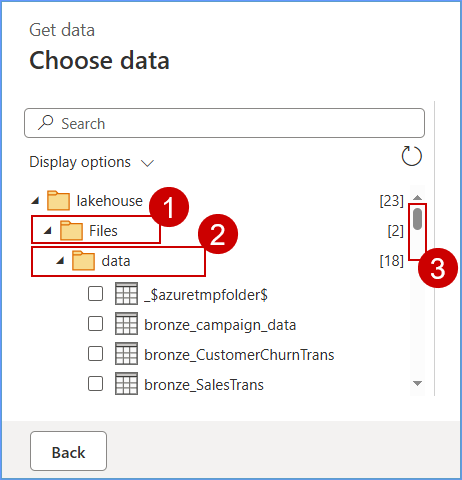 Get data
Choose data
Search
Display options
lakehouse [23]
1
Files [2]
2
data [18]
3
_$azuretmpfolder$
bronze_campaign_data
bronze_CustomerChurnTrans
bronze_SalesTrans
Back